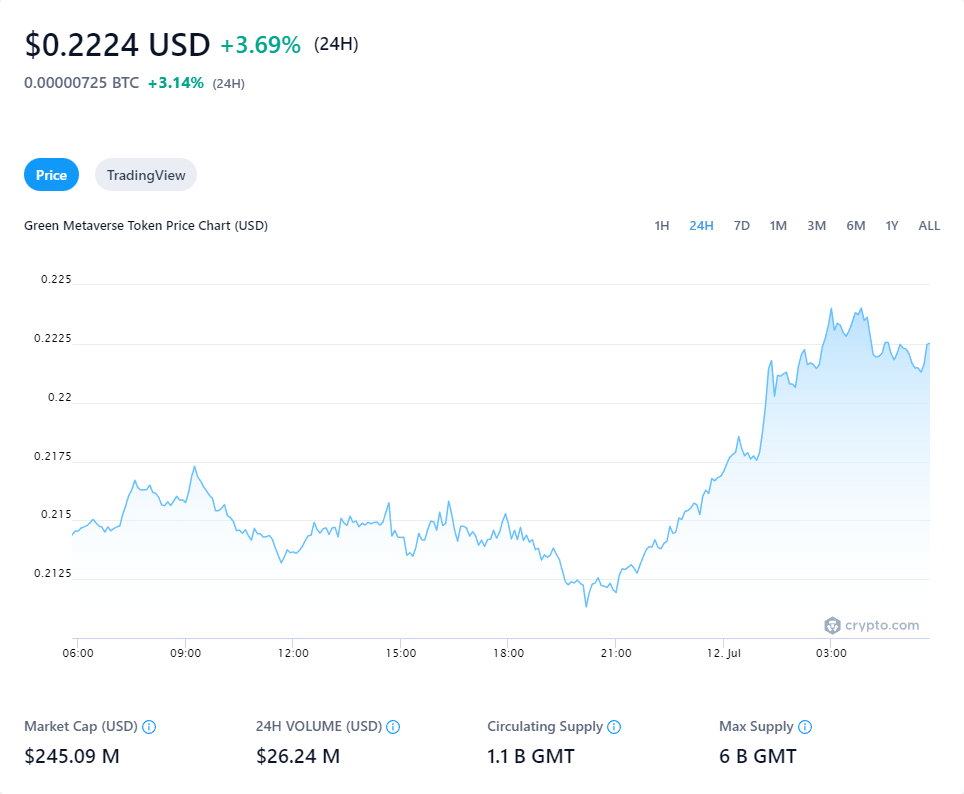 $0.2224 USD +3.69% (24H)
0.00000725 BTC +3.14% (24H)
Price TradingView
Green Metaverse Token Price Chart (USD) 1H 24H 7D 1M 3M 6M 1Y ALL
0.225
0.2225
0.22
0.2175
0.215
0.2125
crypto.com
06:00 09:00 12:00 15:00 18:00 21:00 12. Jul 03:00
Market Cap (USD) 24H VOLUME (USD) Circulating Supply Max Supply
$245.09 M $26.24 M 1.1 B GMT 6 B GMT